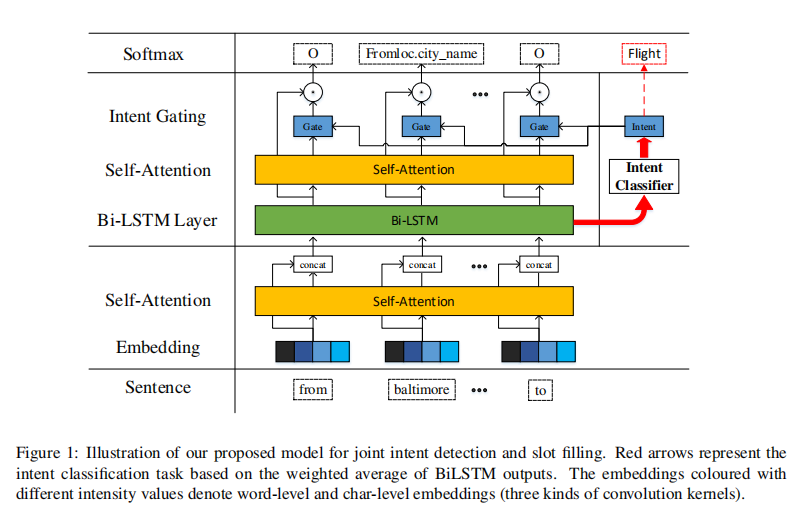 Softmax
O
Fromloc.city_name
O
Flight
Intent Gating
Gate
Gate
Gate
Intent
Self-Attention
Self-Attention
Intent
Classifier
Bi-LSTM Layer
Bi-LSTM
concat
concat
concat
Self-Attention
Self-Attention
Embedding
Sentence
from
baltimore
to
Figure 1: Illustration of our proposed model for joint intent detection and slot filling. Red arrows represent the
intent classification task based on the weighted average of BiLSTM outputs. The embeddings coloured with
different intensity values denote word-level and char-level embeddings (three kinds of convolution kernels).